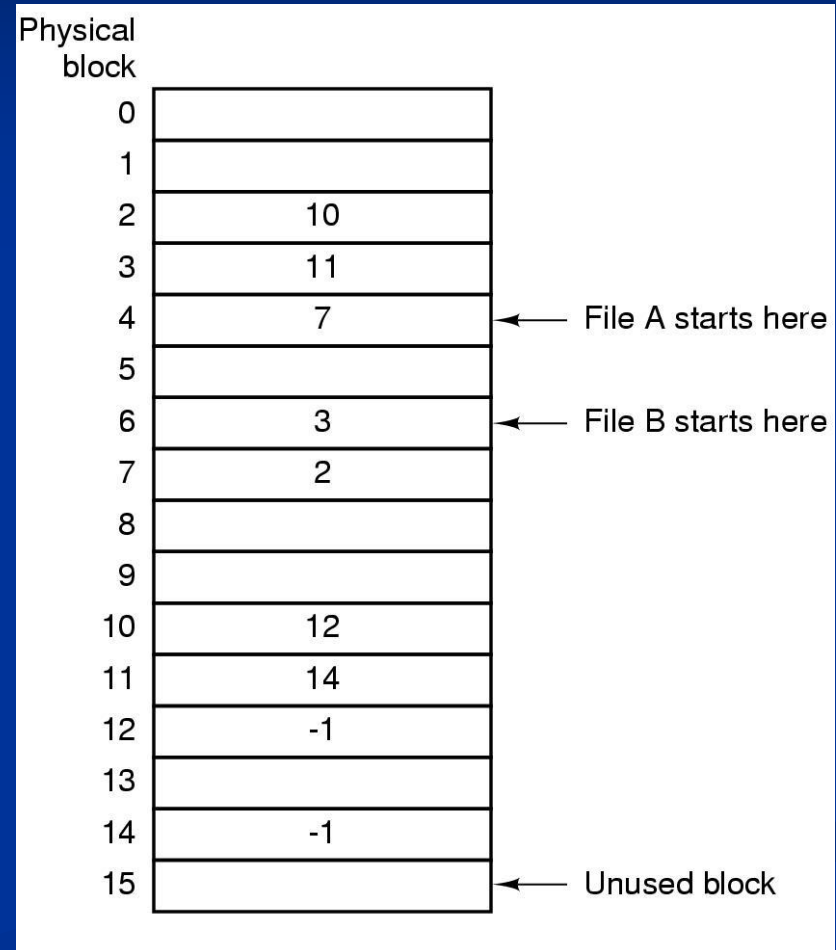 Physical
block
0
1
2 10
3 11
4 7 File A starts here
5
6 3 File B starts here
7 2
8
9
10 12
11 14
12 -1
13
14 -1
15 Unused block